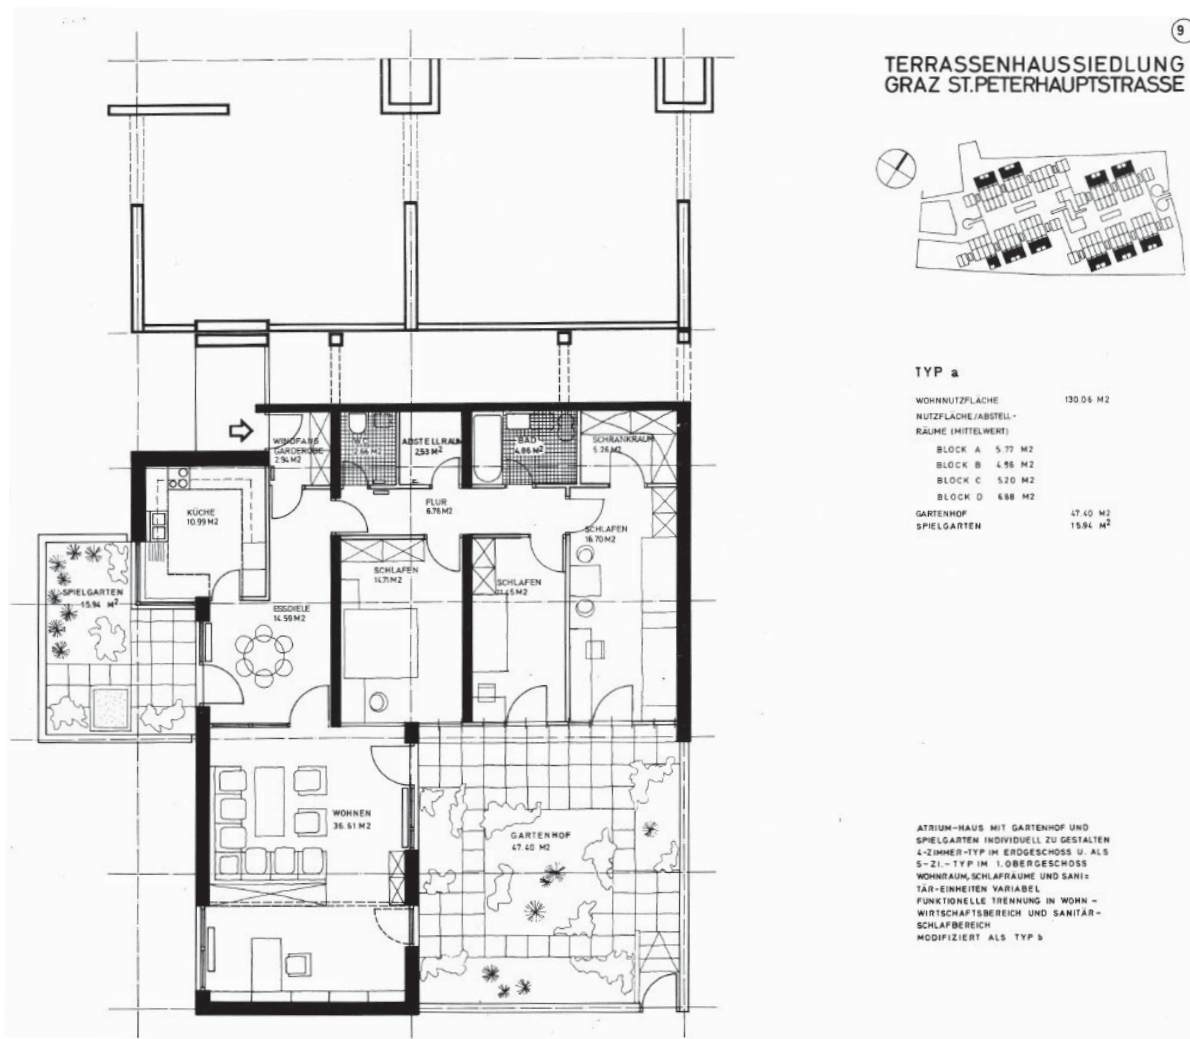 9
TERRASSENHAUSSIEDLUNG
GRAZ ST.PETERHAUPTSTRASSE
TYP a
WOHNNUTZFLÄCHE 130.06 M2
NUTZFLÄCHE/ABSTELL-
RÄUME (MITTELWERT)
BLOCK A 5.77 M2
BLOCK B 4.96 M2
BLOCK C 5.20 M2
BLOCK D 6.88 M2
GARTENHOF 47.40 M2
SPIELGARTEN 15.94 M2
WINDFANG
GARDEROBE
2.94 M2
WC
2.66 M2
ABSTELLRAUM
2.53 M2
BAD
4.86 M2
SCHRANKRAUM
5.26 M2
KÜCHE
10.99 M2
FLUR
6.76 M2
SCHLAFEN
16.70 M2
SCHLAFEN
14.71 M2
SCHLAFEN
11.45 M2
SPIELGARTEN
15.94 M2
ESSDIELE
14.59 M2
WOHNEN
36.61 M2
GARTENHOF
47.40 M2
ATRIUM-HAUS MIT GARTENHOF UND
SPIELGARTEN INDIVIDUELL ZU GESTALTEN
4-ZIMMER-TYP IM ERDGESCHOSS U. ALS
5-ZI.-TYP IM 1.OBERGESCHOSS
WOHNRAUM, SCHLAFRÄUME UND SANI=
TÄR-EINHEITEN VARIABEL
FUNKTIONELLE TRENNUNG IN WOHN-
WIRTSCHAFTSBEREICH UND SANITÄR-
SCHLAFBEREICH
MODIFIZIERT ALS TYP b